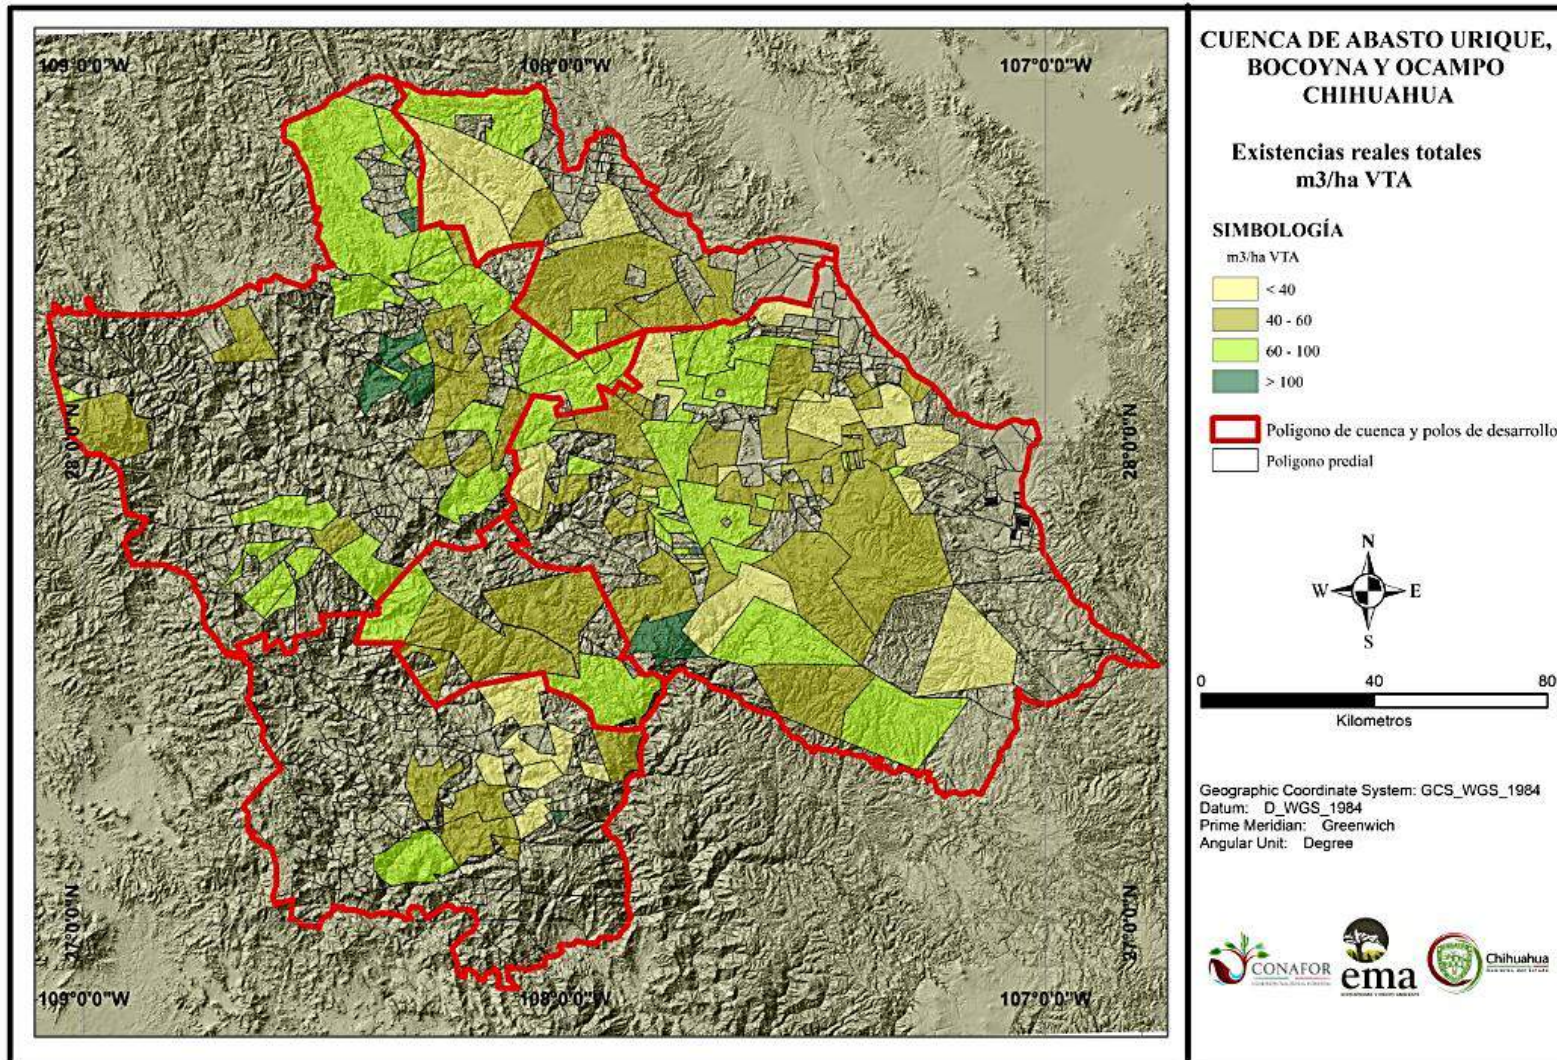 109°0'0"W
108°0'0"W
107°0'0"W
28°0'0"N
28°0'0"N
27°0'0"N
27°0'0"N
109°0'0"W
108°0'0"W
107°0'0"W
CUENCA DE ABASTO URIQUE,
BOCOYNA Y OCAMPO
CHIHUAHUA
Existencias reales totales
m3/ha VTA
SIMBOLOGÍA
m3/ha VTA
< 40
40 - 60
60 - 100
> 100
Poligono de cuenca y polos de desarrollo
Poligono predial
N
W
E
S
0
40
80
Kilometros
Geographic Coordinate System: GCS_WGS_1984
Datum: D_WGS_1984
Prime Meridian: Greenwich
Angular Unit: Degree
CONAFOR
ema
Chihuahua